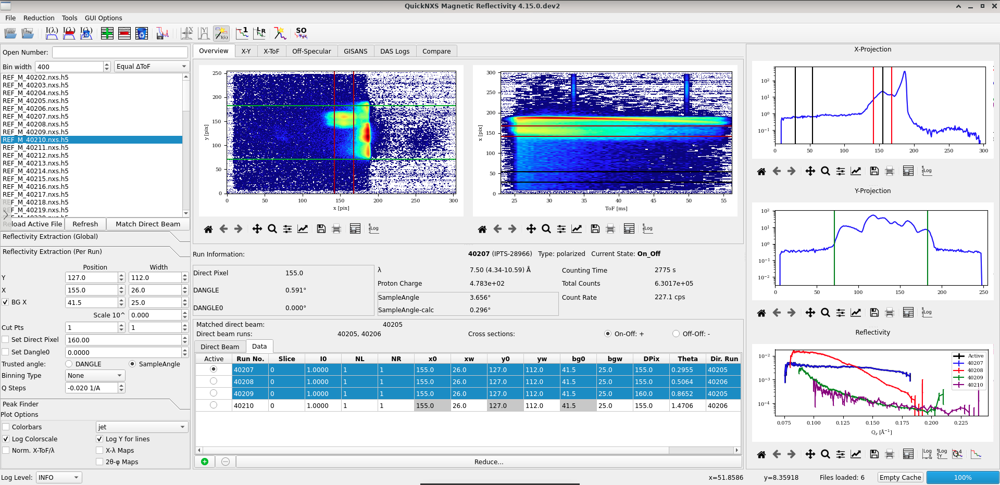 QuickNXS Magnetic Reflectivity 4.15.0.dev2
File Reduction Tools GUI Options
I(λ) I(λ) I(λ) X Y I(λ) 1 LR SO
Open Number:
Bin width 400 Equal ΔToF
REF_M_40202.nxs.h5
REF_M_40203.nxs.h5
REF_M_40204.nxs.h5
REF_M_40205.nxs.h5
REF_M_40206.nxs.h5
REF_M_40207.nxs.h5
REF_M_40208.nxs.h5
REF_M_40209.nxs.h5
REF_M_40210.nxs.h5
REF_M_40211.nxs.h5
REF_M_40212.nxs.h5
REF_M_40213.nxs.h5
REF_M_40214.nxs.h5
REF_M_40215.nxs.h5
REF_M_40216.nxs.h5
REF_M_40217.nxs.h5
REF_M_40218.nxs.h5
REF_M_40219.nxs.h5
eload Active File Refresh Match Direct Beam
Reflectivity Extraction (Global)
Reflectivity Extraction (Per Run)
Position Width
Y 127.0 112.0
X 155.0 26.0
BG X 41.5 25.0
Scale 10^ 0.000
Cut Pts 1 1
Set Direct Pixel 160.00
Set Dangle0 0.0000
Trusted angle: DANGLE SampleAngle
Binning Type None
Q Steps -0.020 1/A
Peak Finder
Plot Options
Colorbars jet
Log Colorscale Log Y for lines
Norm. X-ToF/λ X-λ Maps
2θ-φ Maps
Log Level: INFO
Overview X-Y X-ToF Off-Specular GISANS DAS Logs Compare
250
200
150
100
50
0
y [pix]
0 50 100 150 200 250 300
x [pix]
Log
300
250
200
150
100
50
0
x [pix]
25 30 35 40 45 50 55
ToF [ms]
Log
Run Information: 40207 (IPTS-28966) Type: polarized Current State: On_Off
Direct Pixel 155.0
DANGLE 0.591°
DANGLE0 0.000°
λ 7.50 (4.34-10.59) Å
Proton Charge 4.783e+02
SampleAngle 3.656°
SampleAngle-calc 0.296°
Counting Time 2775 s
Total Counts 6.3017e+05
Count Rate 227.1 cps
Matched direct beam: 40205
Direct beam runs: 40205, 40206 Cross sections: On-Off: + Off-Off: -
Direct Beam Data
Active Run No. Slice I0 NL NR x0 xw y0 yw bg0 bgw DPix Theta Dir. Run
40207 0 1.0000 1 1 155.0 26.0 127.0 112.0 41.5 25.0 155.0 0.2955 40205
40208 0 1.0000 1 1 155.0 26.0 127.0 112.0 41.5 25.0 155.0 0.5064 40206
40209 0 1.0000 1 1 155.0 26.0 127.0 112.0 41.5 25.0 160.0 0.8652 40205
40210 0 1.0000 1 1 155.0 26.0 127.0 112.0 41.5 25.0 155.0 1.4706 40206
Reduce...
X-Projection
10²
10¹
10⁰
10⁻¹
0 50 100 150 200 250 300
Log
Y-Projection
10²
10¹
10⁰
10⁻¹
10⁻²
0 50 100 150 200 250
Log
Reflectivity
10⁻²
10⁻³
10⁻⁴
Active
40207
40208
40209
40210
0.075 0.100 0.125 0.150 0.175 0.200 0.225
Q_z [Å⁻¹]
Log X Log Y Q4
x=51.8586 y=8.35918 Files loaded: 6 Empty Cache 100%